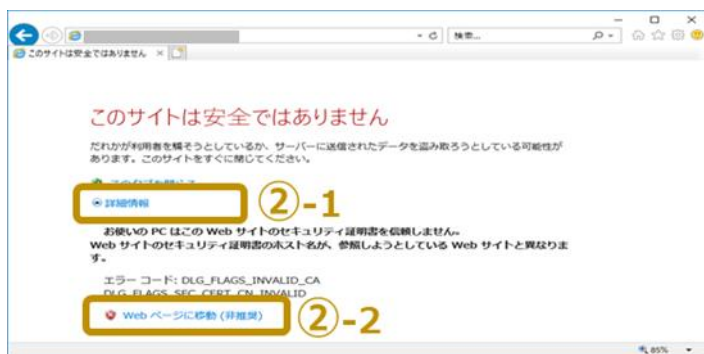 検索...
このサイトは安全ではありません
このサイトは安全ではありません
だれかが利用者を騙そうとしているか、サーバーに送信されたデータを盗み取ろうとしている可能性が
あります。このサイトをすぐに閉じてください。
詳細情報
②-1
お使いの PC はこの Web サイトのセキュリティ証明書を信頼しません。
Web サイトのセキュリティ証明書のホスト名が、参照しようとしている Web サイトと異なりま
す。
エラー コード: DLG_FLAGS_INVALID_CA
DLG_FLAGS_SEC_CERT_CN_INVALID
Web ページに移動 (非推奨)
②-2
85%